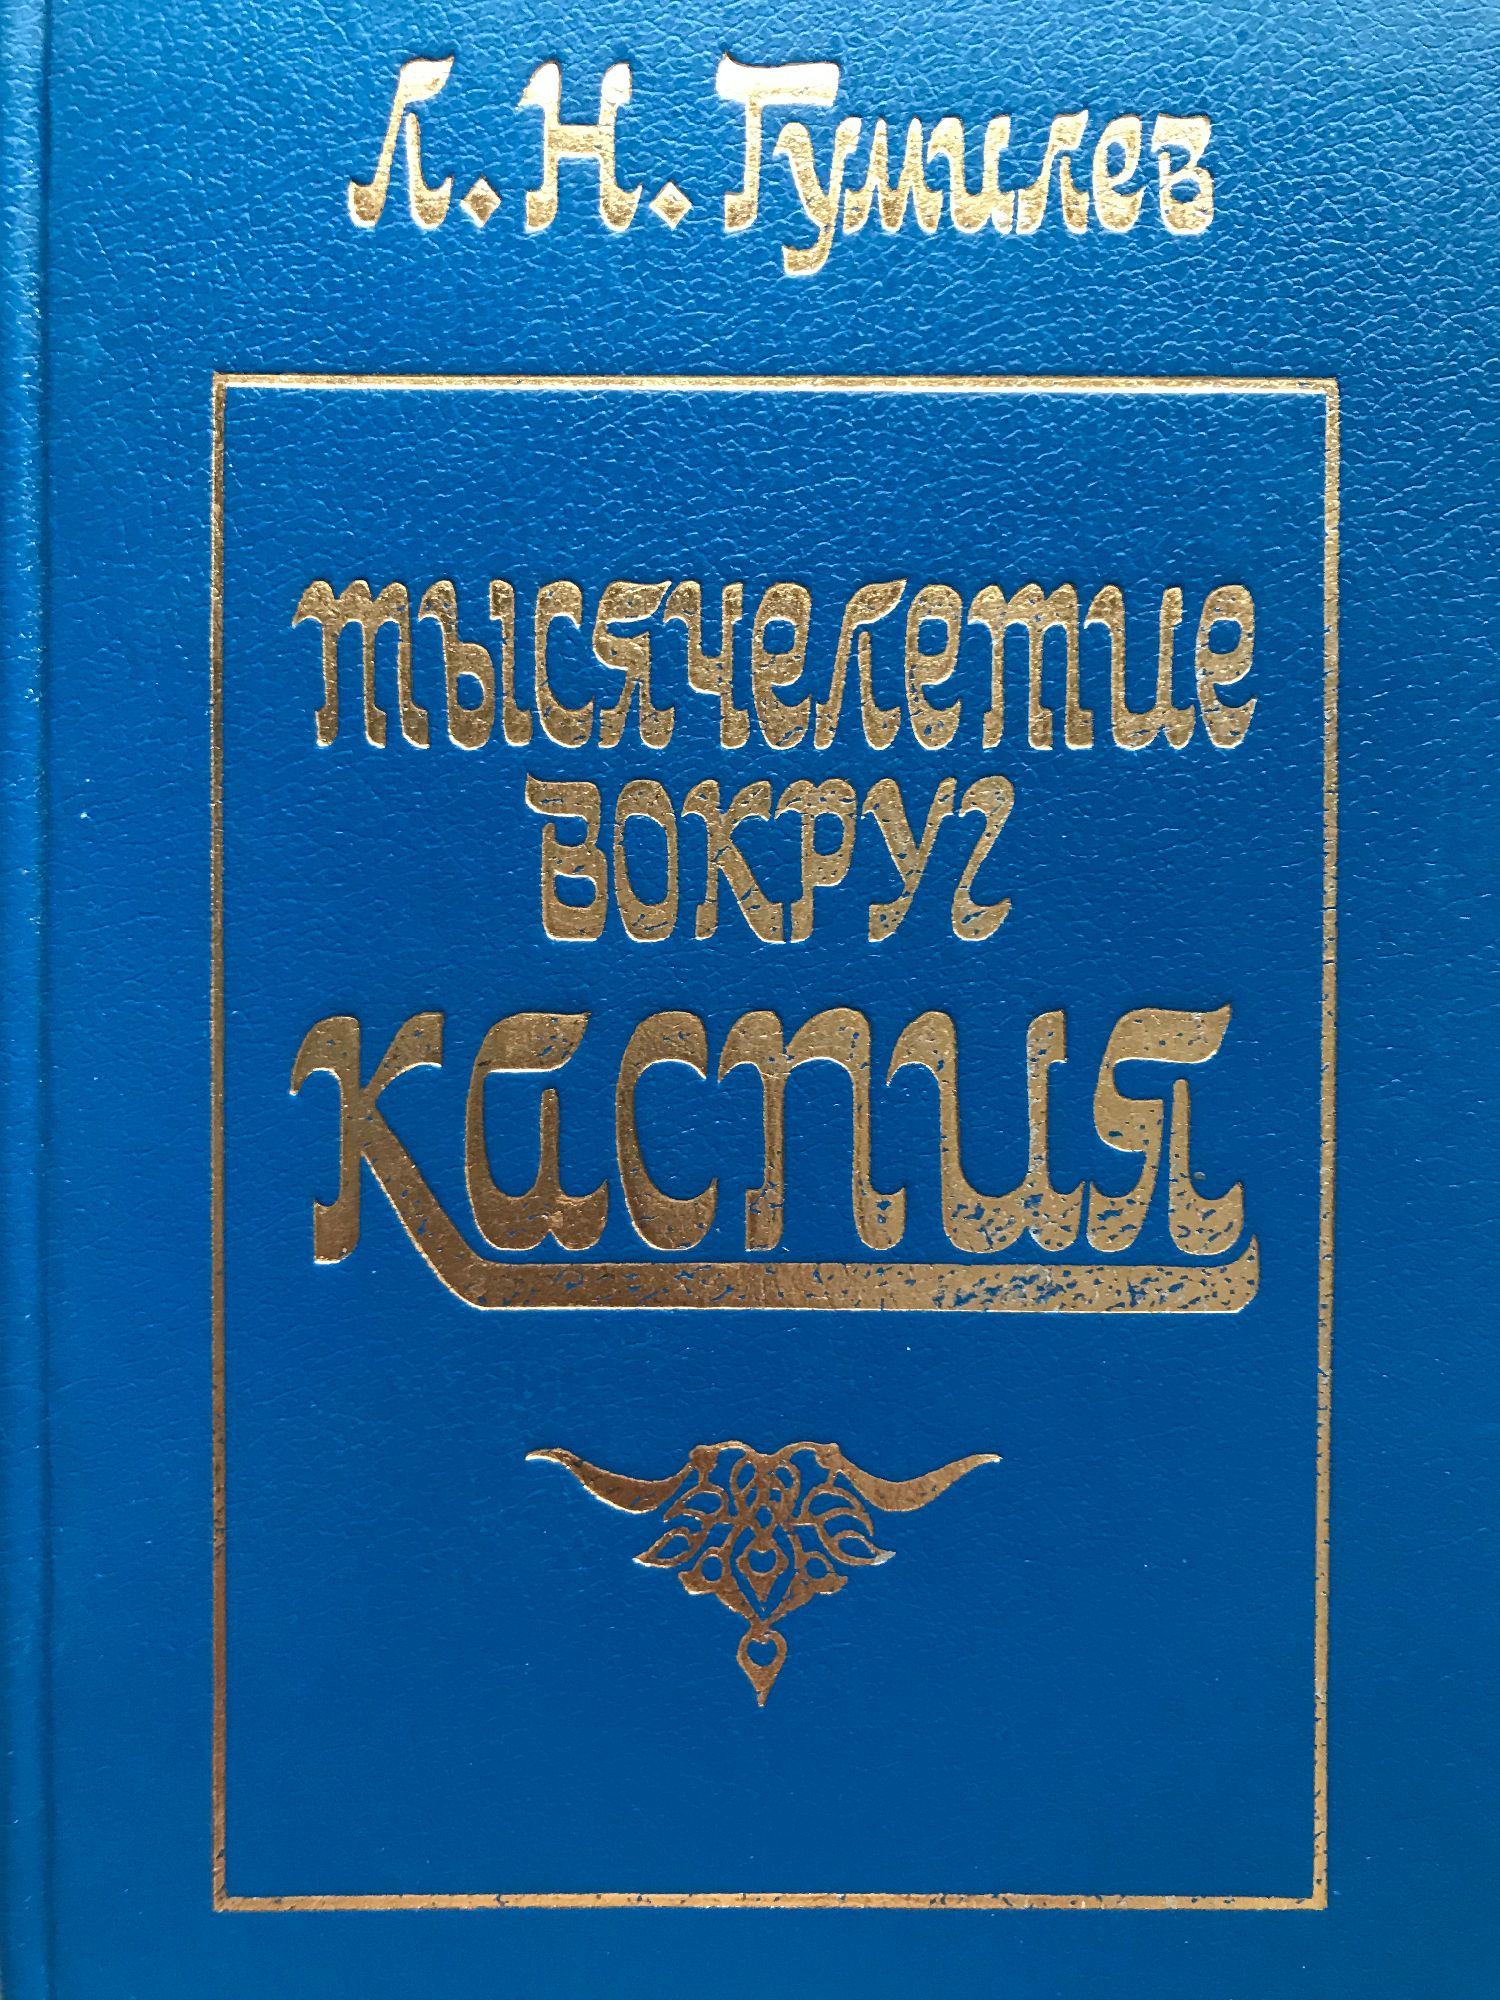 Л. Н. Гумилев
тысячелетие
вокруг
Каспия